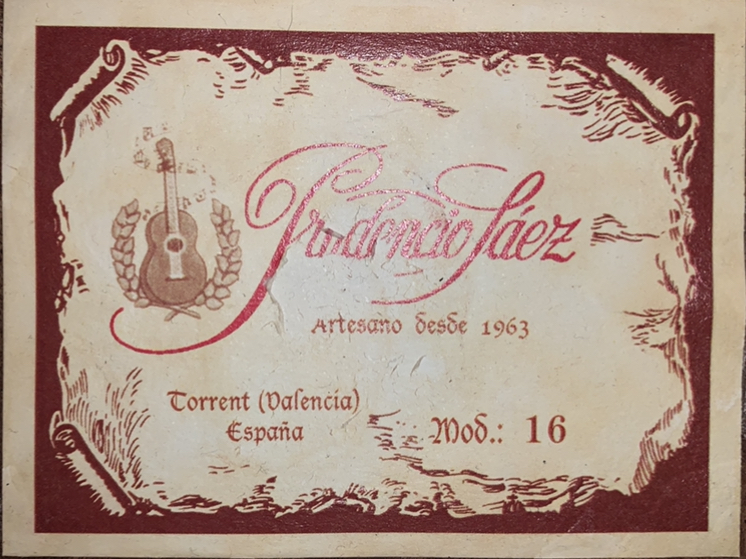 Prudencio Sáez
Artesano desde 1963
Torrent (Valencia)
España
Mod.: 16